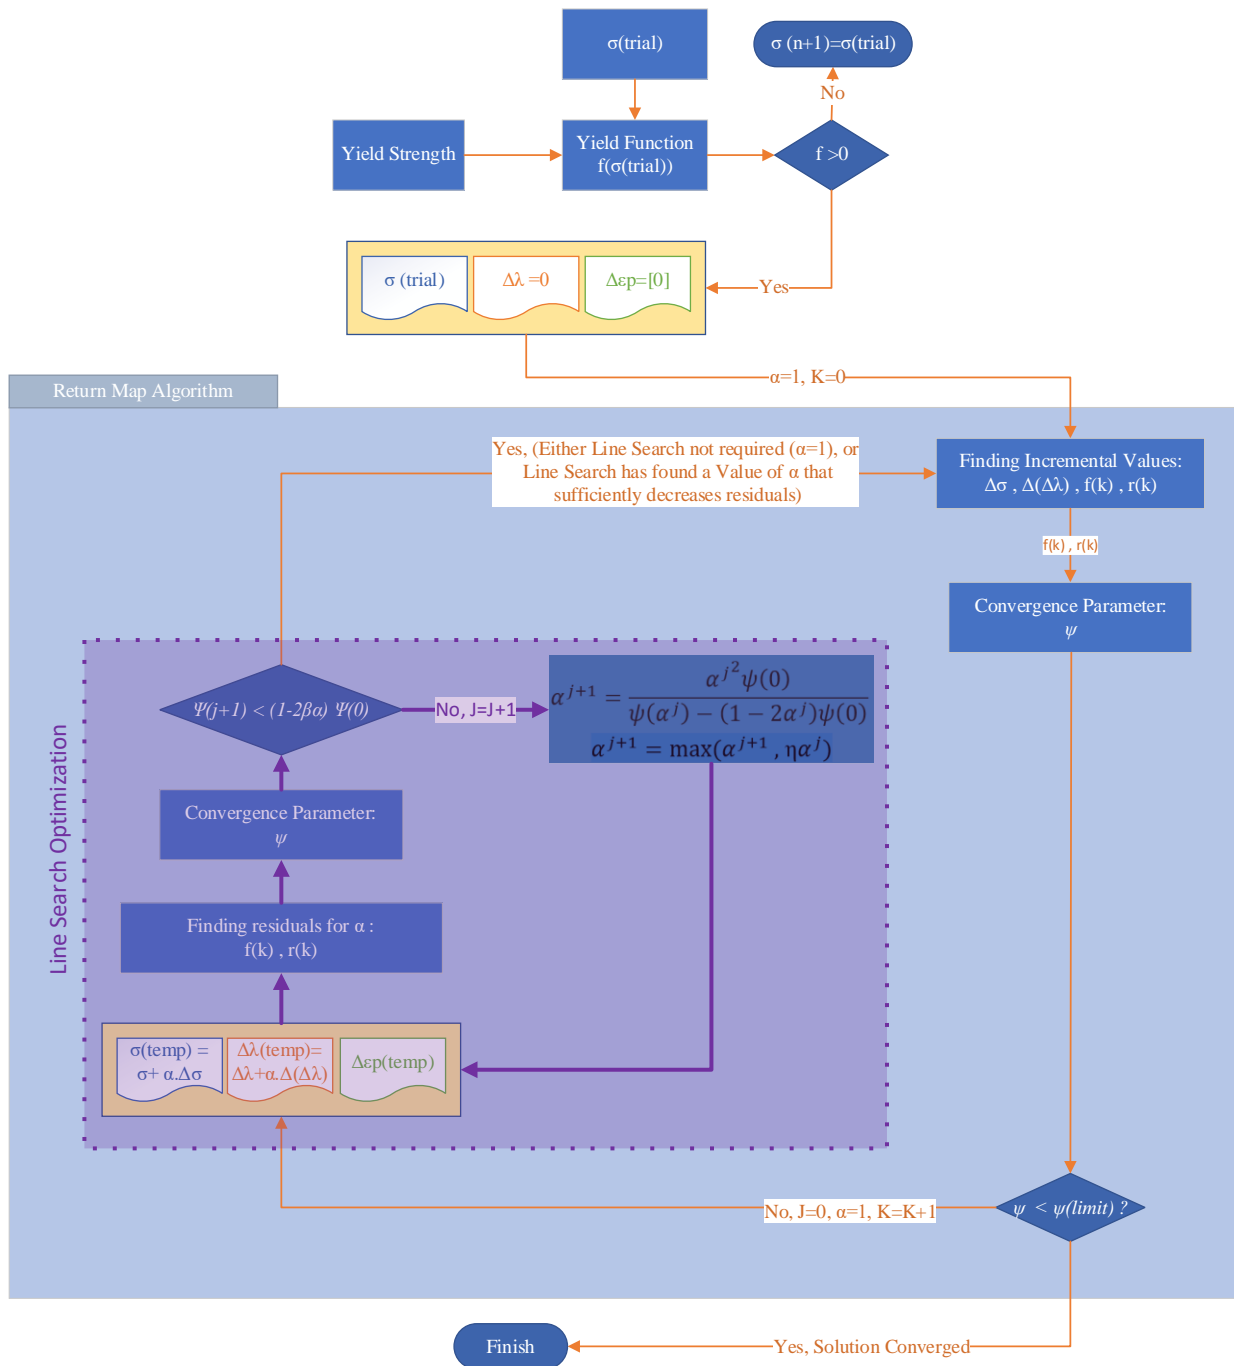 σ(trial)
σ (n+1)=σ(trial)
No
Yield Strength
Yield Function
f(σ(trial))
f >0
σ (trial)
Δλ =0
Δεp=[0]
Yes
α=1, K=0
Return Map Algorithm
Yes, (Either Line Search not required (α=1), or
Line Search has found a Value of α that
sufficiently decreases residuals)
Finding Incremental Values:
Δσ , Δ(Δλ) , f(k) , r(k)
f(k) , r(k)
Convergence Parameter:
ψ
Line Search Optimization
Ψ(j+1) < (1-2βα) Ψ(0)
No, J=J+1
α^{j+1} = α^{j^2} ψ(0) / (ψ(α^j) − (1 − 2α^j)ψ(0))
α^{j+1} = max(α^{j+1} , ηα^j)
Convergence Parameter:
ψ
Finding residuals for α :
f(k) , r(k)
σ(temp) =
σ+ α.Δσ
Δλ(temp)=
Δλ+α.Δ(Δλ)
Δεp(temp)
No, J=0, α=1, K=K+1
ψ < ψ(limit) ?
Finish
Yes, Solution Converged